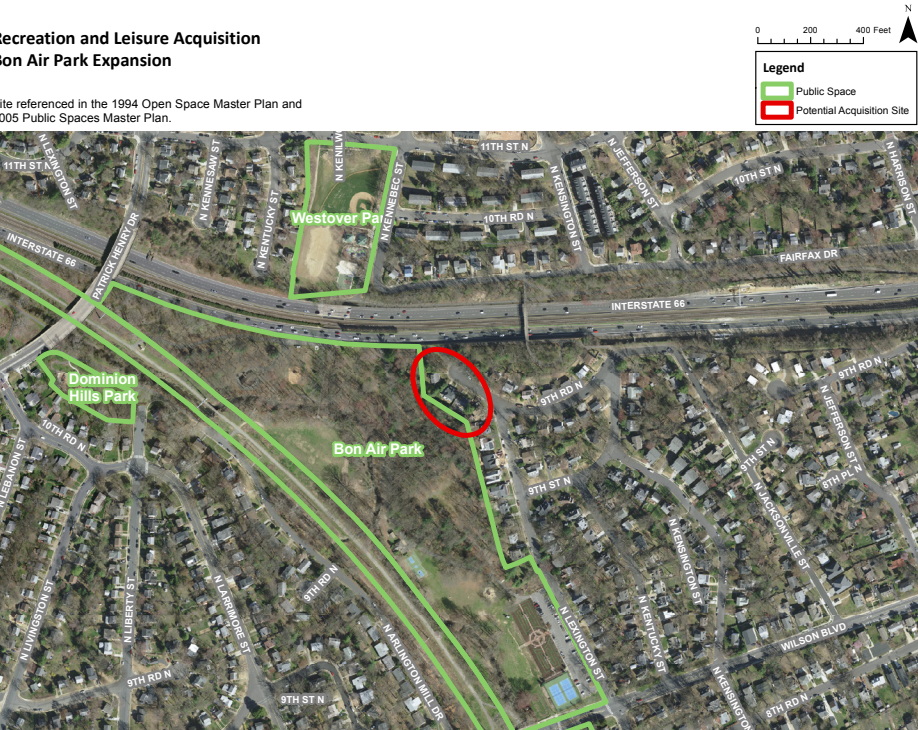 Recreation and Leisure Acquisition
Bon Air Park Expansion
ite referenced in the 1994 Open Space Master Plan and
005 Public Spaces Master Plan.
N
0 200 400 Feet
Legend
Public Space
Potential Acquisition Site
N LEXINGTON ST
11TH ST N
N KENNESAW ST
N KENTUCKY ST
N KENILW
N KENNEBEC ST
11TH ST N
N JEFFERSON ST
10TH ST N
N HARRISON ST
Westover Par
10TH RD N
N KENSINGTON ST
FAIRFAX DR
INTERSTATE 66
PATRICK HENRY DR
INTERSTATE 66
Dominion
Hills Park
10TH RD N
N LEBANON ST
Bon Air Park
9TH RD N
9TH ST N
9TH RD N
N JEFFERSON ST
8TH PL N
9TH ST N
N JACKSONVILLE ST
N KENSINGTON ST
N LIVINGSTON ST
N LIBERTY ST
N LARRIMORE ST
9TH RD N
N ARLINGTON MILL DR
N LEXINGTON ST
N KENTUCKY ST
WILSON BLVD
9TH RD N
9TH ST N
N KENSINGTON
8TH RD N